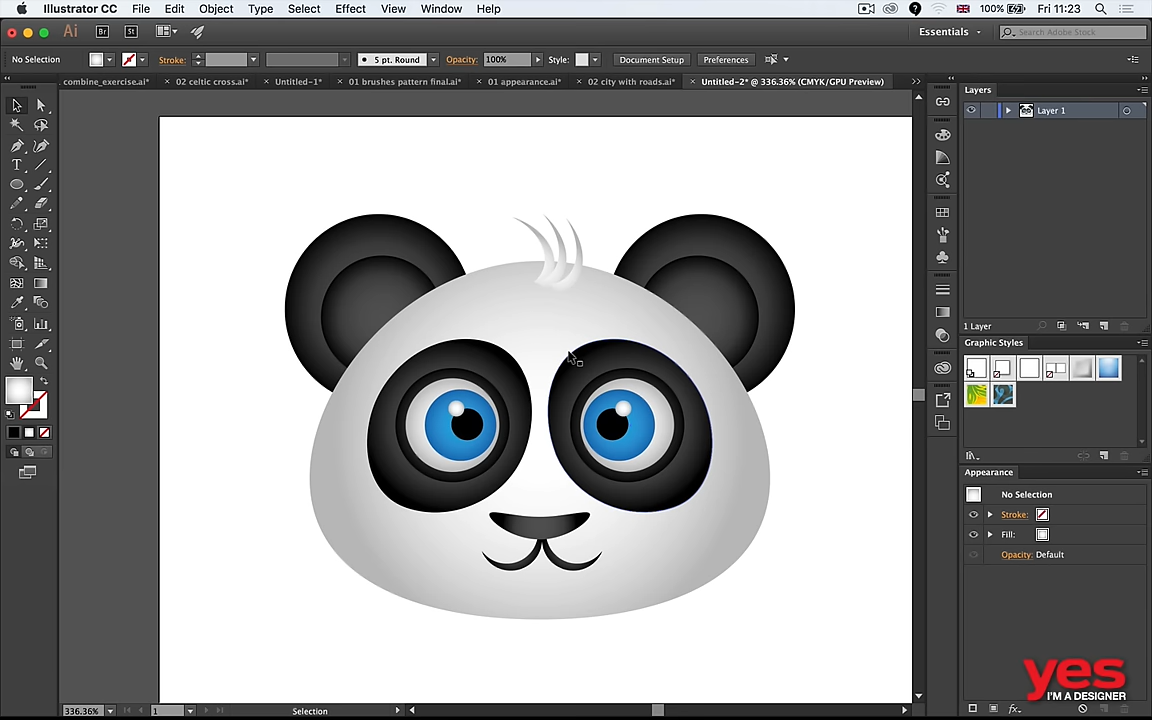 Illustrator CC File Edit Object Type Select Effect View Window Help 100% Fri 11:23
Ai Br St Essentials Search Adobe Stock
No Selection Stroke: 5 pt. Round Opacity: 100% Style: Document Setup Preferences
combine_exercise.ai* × 02 celtic cross.ai* × Untitled-1* × 01 brushes pattern final.ai* × 01 appearance.ai* × 02 city with roads.ai* × Untitled-2* @ 336.36% (CMYK/GPU Preview)
Layers
Layer 1
1 Layer
Graphic Styles
Appearance
No Selection
Stroke:
Fill:
Opacity: Default
fx
yes
I'M A DESIGNER
336.36% 1 Selection